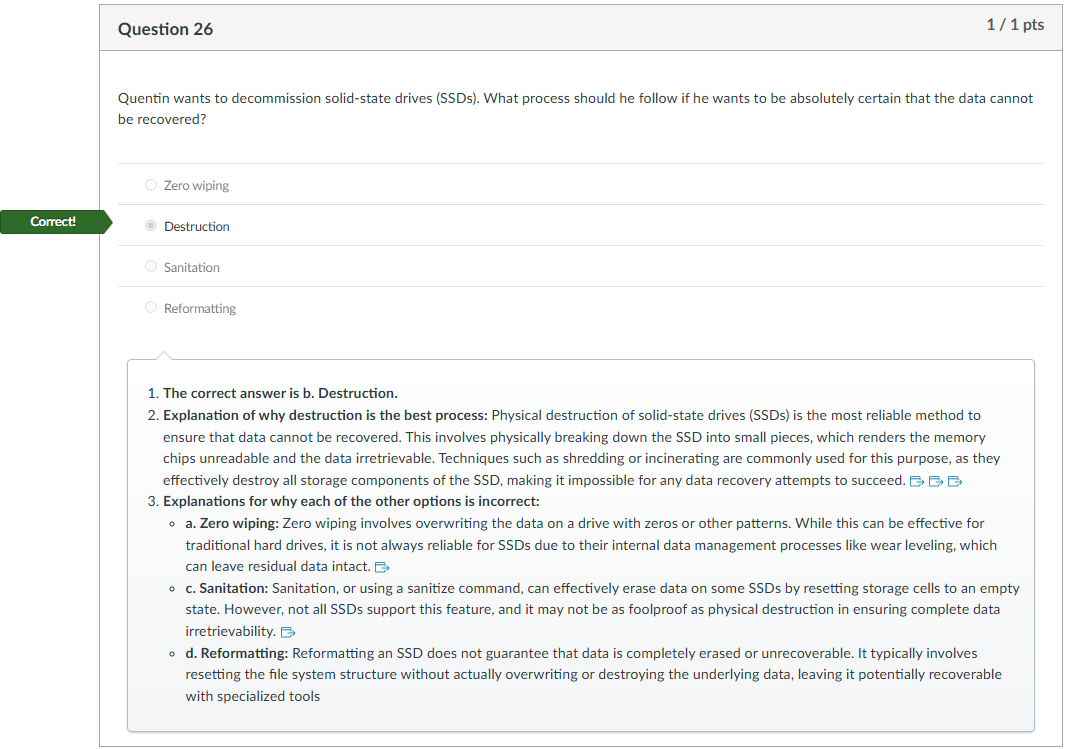 Question 26
1 / 1 pts
Quentin wants to decommission solid-state drives (SSDs). What process should he follow if he wants to be absolutely certain that the data cannot
be recovered?
Zero wiping
Correct!
Destruction
Sanitation
Reformatting
1. The correct answer is b. Destruction.
2. Explanation of why destruction is the best process: Physical destruction of solid-state drives (SSDs) is the most reliable method to
ensure that data cannot be recovered. This involves physically breaking down the SSD into small pieces, which renders the memory
chips unreadable and the data irretrievable. Techniques such as shredding or incinerating are commonly used for this purpose, as they
effectively destroy all storage components of the SSD, making it impossible for any data recovery attempts to succeed.
3. Explanations for why each of the other options is incorrect:
a. Zero wiping: Zero wiping involves overwriting the data on a drive with zeros or other patterns. While this can be effective for
traditional hard drives, it is not always reliable for SSDs due to their internal data management processes like wear leveling, which
can leave residual data intact.
c. Sanitation: Sanitation, or using a sanitize command, can effectively erase data on some SSDs by resetting storage cells to an empty
state. However, not all SSDs support this feature, and it may not be as foolproof as physical destruction in ensuring complete data
irretrievability.
d. Reformatting: Reformatting an SSD does not guarantee that data is completely erased or unrecoverable. It typically involves
resetting the file system structure without actually overwriting or destroying the underlying data, leaving it potentially recoverable
with specialized tools